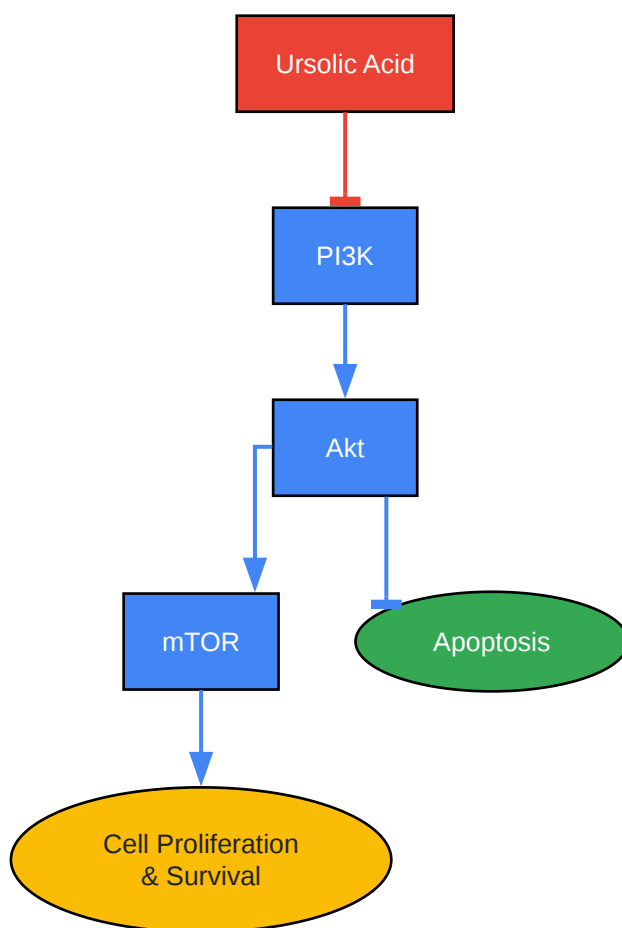 Ursolic Acid
PI3K
Akt
mTOR
Apoptosis
Cell Proliferation
& Survival